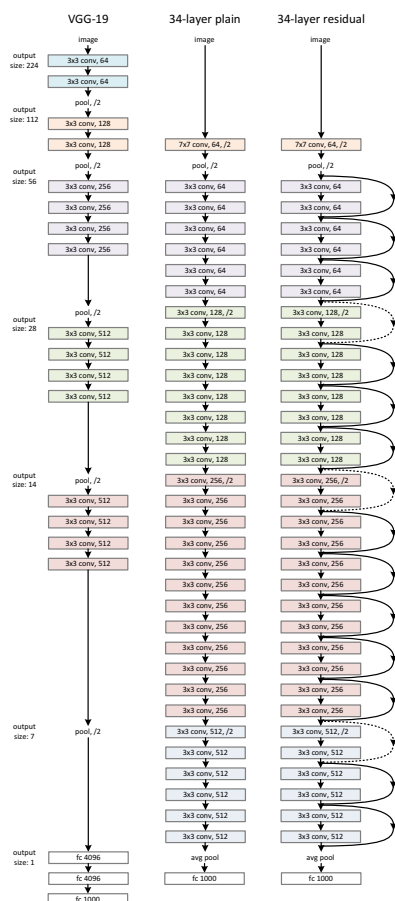 VGG-19
image
output
size: 224
3x3 conv, 64
3x3 conv, 64
pool, /2
output
size: 112
3x3 conv, 128
3x3 conv, 128
pool, /2
output
size: 56
3x3 conv, 256
3x3 conv, 256
3x3 conv, 256
3x3 conv, 256
pool, /2
output
size: 28
3x3 conv, 512
3x3 conv, 512
3x3 conv, 512
3x3 conv, 512
pool, /2
output
size: 14
3x3 conv, 512
3x3 conv, 512
3x3 conv, 512
3x3 conv, 512
output
size: 7
pool, /2
output
size: 1
fc 4096
fc 4096
fc 1000
34-layer plain
image
7x7 conv, 64, /2
pool, /2
3x3 conv, 64
3x3 conv, 64
3x3 conv, 64
3x3 conv, 64
3x3 conv, 64
3x3 conv, 64
3x3 conv, 128, /2
3x3 conv, 128
3x3 conv, 128
3x3 conv, 128
3x3 conv, 128
3x3 conv, 128
3x3 conv, 128
3x3 conv, 128
3x3 conv, 256, /2
3x3 conv, 256
3x3 conv, 256
3x3 conv, 256
3x3 conv, 256
3x3 conv, 256
3x3 conv, 256
3x3 conv, 256
3x3 conv, 256
3x3 conv, 256
3x3 conv, 256
3x3 conv, 256
3x3 conv, 512, /2
3x3 conv, 512
3x3 conv, 512
3x3 conv, 512
3x3 conv, 512
3x3 conv, 512
avg pool
fc 1000
34-layer residual
image
7x7 conv, 64, /2
pool, /2
3x3 conv, 64
3x3 conv, 64
3x3 conv, 64
3x3 conv, 64
3x3 conv, 64
3x3 conv, 64
3x3 conv, 128, /2
3x3 conv, 128
3x3 conv, 128
3x3 conv, 128
3x3 conv, 128
3x3 conv, 128
3x3 conv, 128
3x3 conv, 128
3x3 conv, 256, /2
3x3 conv, 256
3x3 conv, 256
3x3 conv, 256
3x3 conv, 256
3x3 conv, 256
3x3 conv, 256
3x3 conv, 256
3x3 conv, 256
3x3 conv, 256
3x3 conv, 256
3x3 conv, 256
3x3 conv, 512, /2
3x3 conv, 512
3x3 conv, 512
3x3 conv, 512
3x3 conv, 512
3x3 conv, 512
avg pool
fc 1000